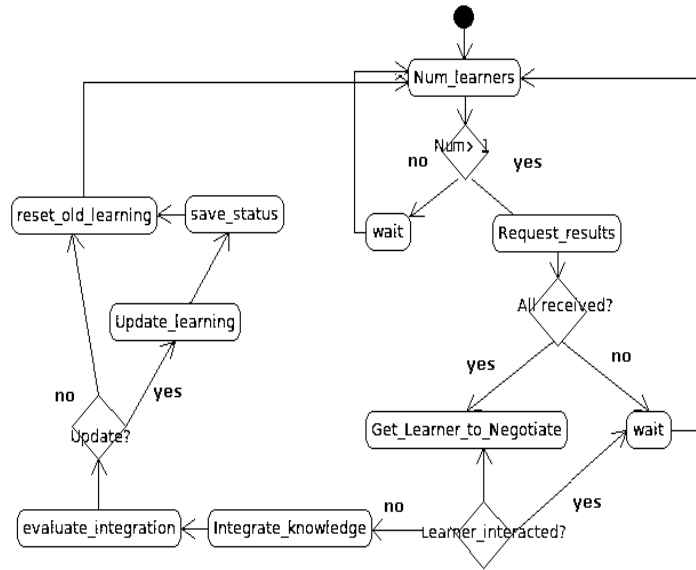 Num_learners
Num> 1
no
yes
reset_old_learning
save_status
wait
Request_results
All received?
Update_learning
yes
no
no
yes
Get_Learner_to_Negotiate
wait
Update?
yes
no
evaluate_integration
Integrate_knowledge
Learner_interacted?